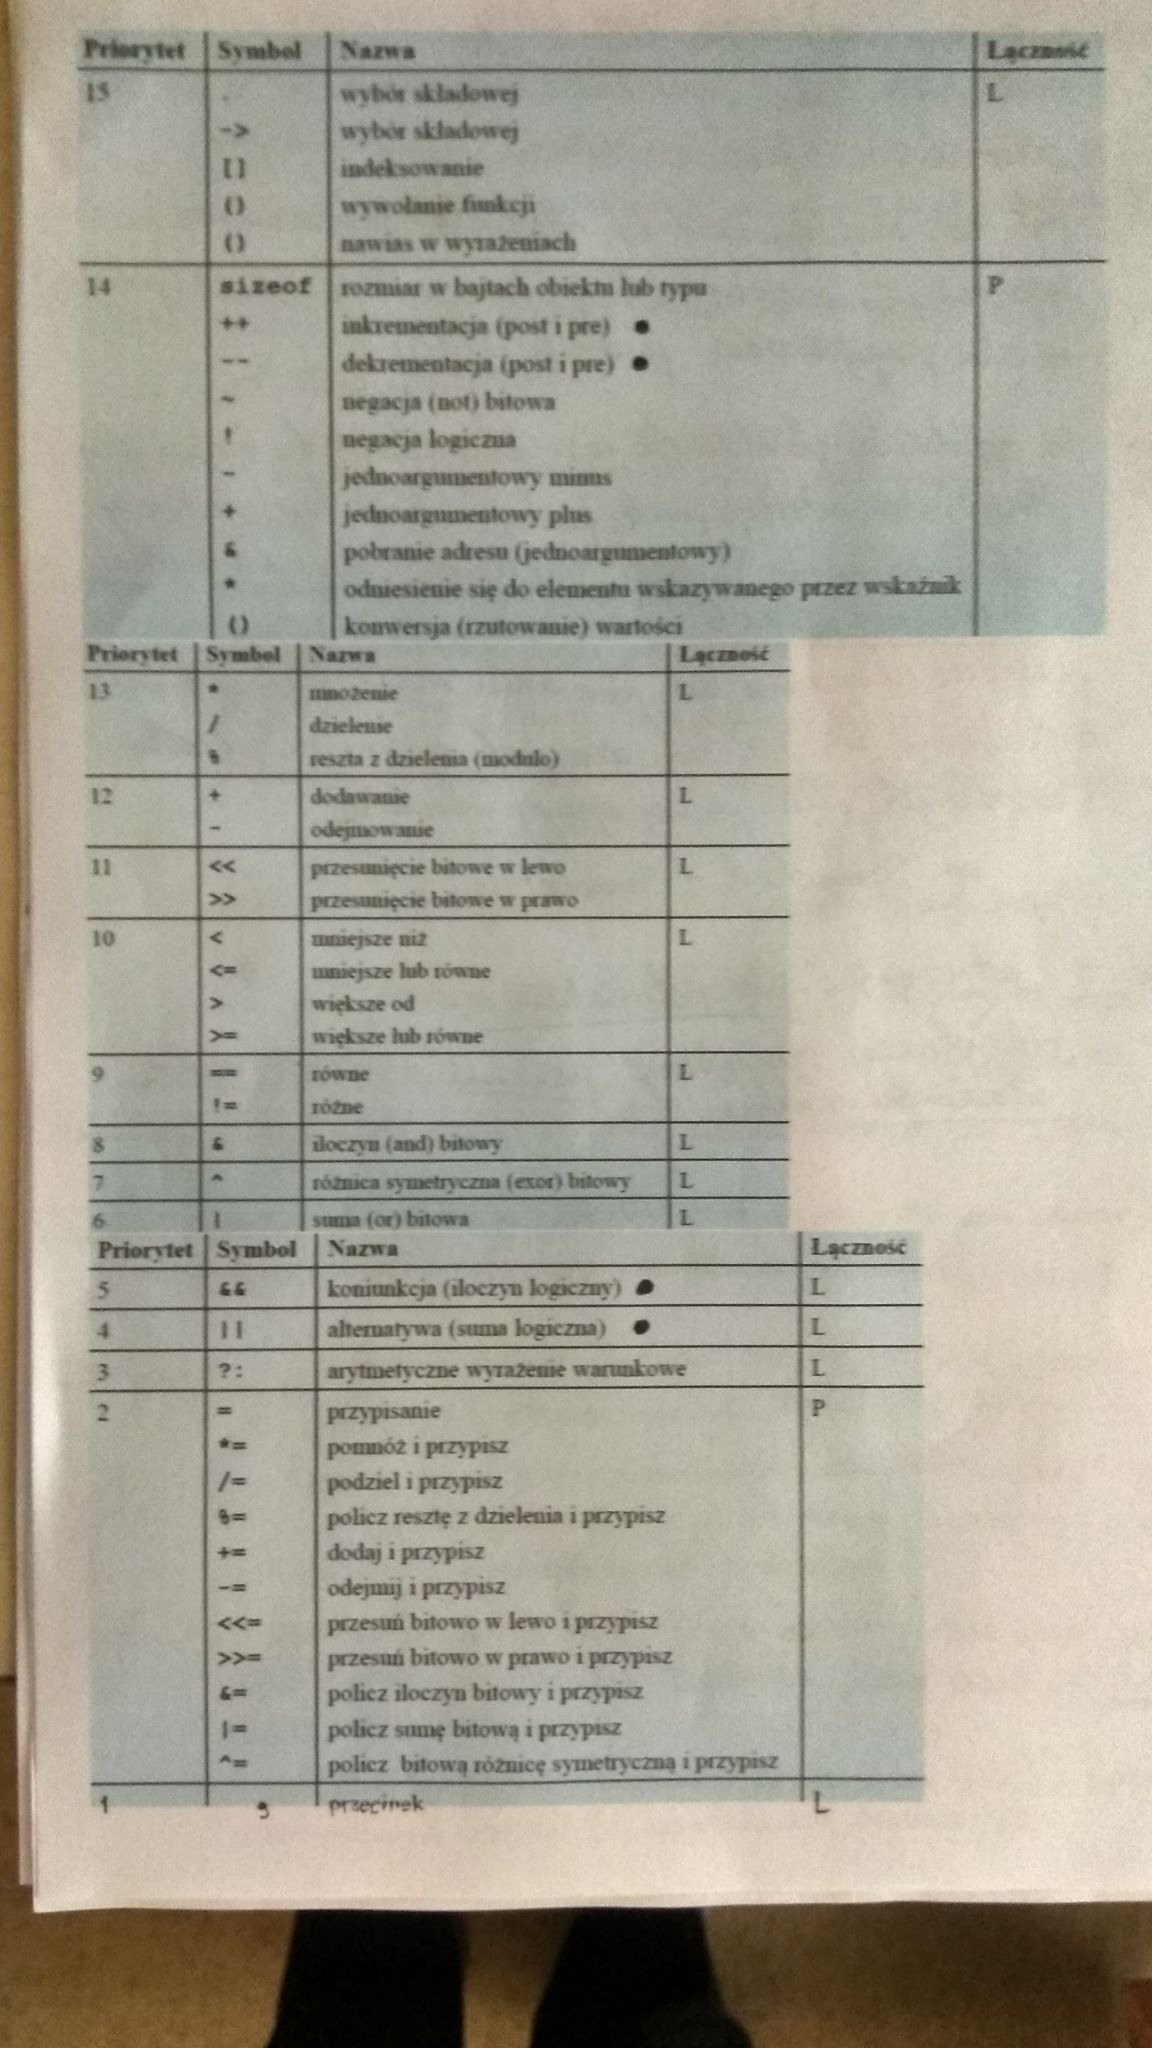 Priorytet Symbol Nazwa Łączność
15 . wybór składowej L
-> wybór składowej
[] indeksowanie
() wywołanie funkcji
() nawias w wyrażeniach
14 sizeof rozmiar w bajtach obiektu lub typu P
++ inkrementacja (post i pre) ●
-- dekrementacja (post i pre) ●
~ negacja (not) bitowa
! negacja logiczna
- jednoargumentowy minus
+ jednoargumentowy plus
& pobranie adresu (jednoargumentowy)
* odniesienie się do elementu wskazywanego przez wskaźnik
() konwersja (rzutowanie) wartości
Priorytet Symbol Nazwa Łączność
13 * mnożenie L
/ dzielenie
% reszta z dzielenia (modulo)
12 + dodawanie L
- odejmowanie
11 << przesunięcie bitowe w lewo L
>> przesunięcie bitowe w prawo
10 < mniejsze niż L
<= mniejsze lub równe
> większe od
>= większe lub równe
9 == równe L
!= różne
8 & iloczyn (and) bitowy L
7 ^ różnica symetryczna (exor) bitowy L
6 | suma (or) bitowa L
Priorytet Symbol Nazwa Łączność
5 && koniunkcja (iloczyn logiczny) ● L
4 || alternatywa (suma logiczna) ● L
3 ?: arytmetyczne wyrażenie warunkowe L
2 = przypisanie P
*= pomnóż i przypisz
/= podziel i przypisz
%= policz resztę z dzielenia i przypisz
+= dodaj i przypisz
-= odejmij i przypisz
<<= przesuń bitowo w lewo i przypisz
>>= przesuń bitowo w prawo i przypisz
&= policz iloczyn bitowy i przypisz
|= policz sumę bitową i przypisz
^= policz bitową różnicę symetryczną i przypisz
1 , przecinek L